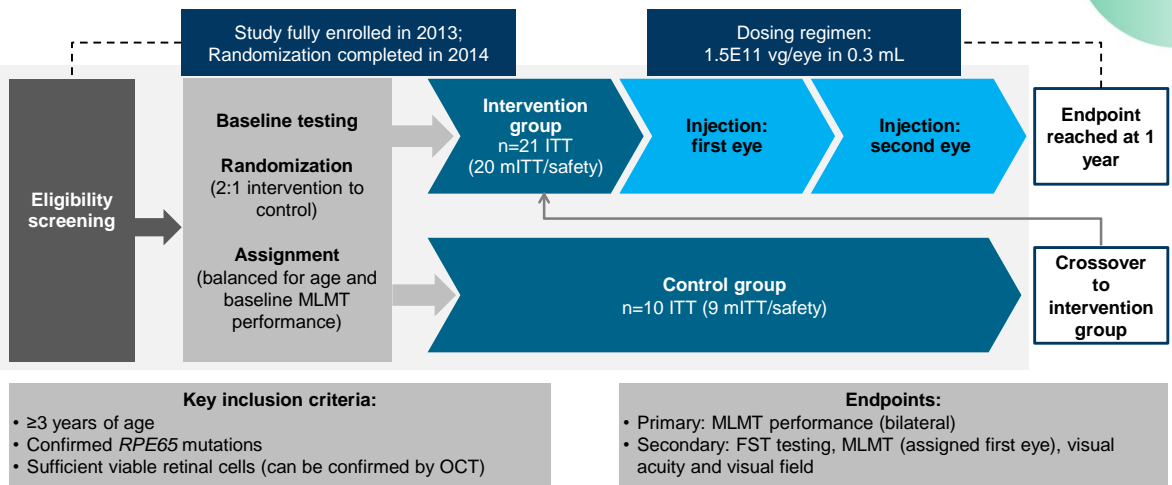 Study fully enrolled in 2013;
Randomization completed in 2014
Dosing regimen:
1.5E11 vg/eye in 0.3 mL
Eligibility
screening
Baseline testing
Randomization
(2:1 intervention to
control)
Assignment
(balanced for age and
baseline MLMT
performance)
Intervention
group
n=21 ITT
(20 mITT/safety)
Injection:
first eye
Injection:
second eye
Endpoint
reached at 1
year
Control group
n=10 ITT (9 mITT/safety)
Crossover
to
intervention
group
Key inclusion criteria:
• ≥3 years of age
• Confirmed RPE65 mutations
• Sufficient viable retinal cells (can be confirmed by OCT)
Endpoints:
• Primary: MLMT performance (bilateral)
• Secondary: FST testing, MLMT (assigned first eye), visual
acuity and visual field